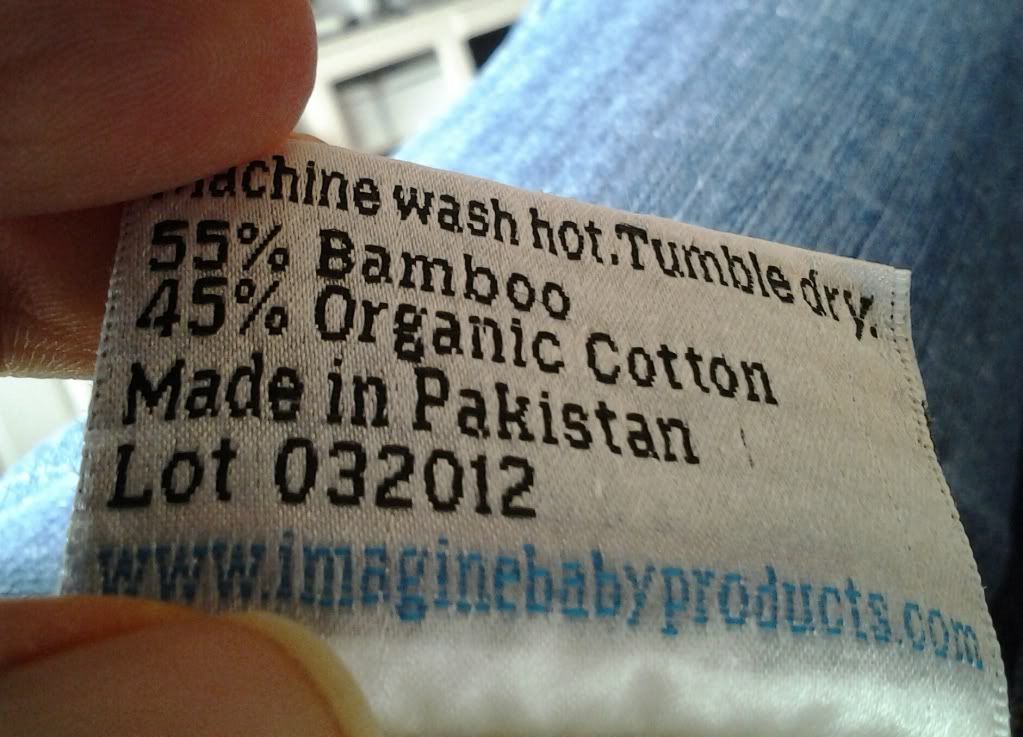 Machine wash hot. Tumble dry.
55% Bamboo
45% Organic Cotton
Made in Pakistan
Lot 032012
www.imaginebabyproducts.com